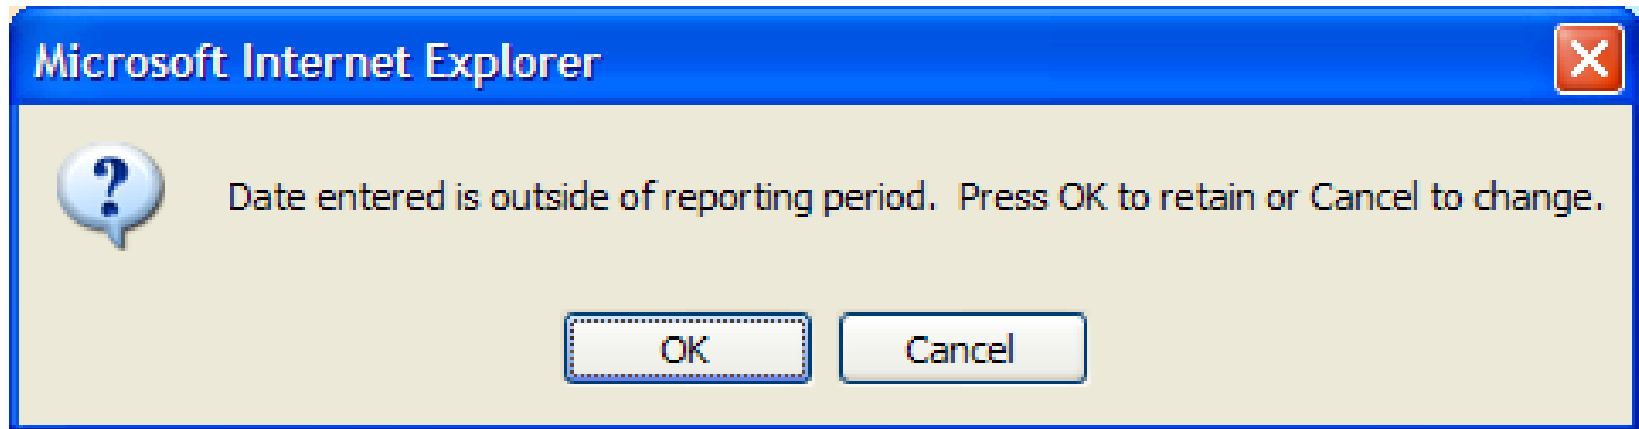 Microsoft Internet Explorer
Date entered is outside of reporting period.  Press OK to retain or Cancel to change.
OK Cancel